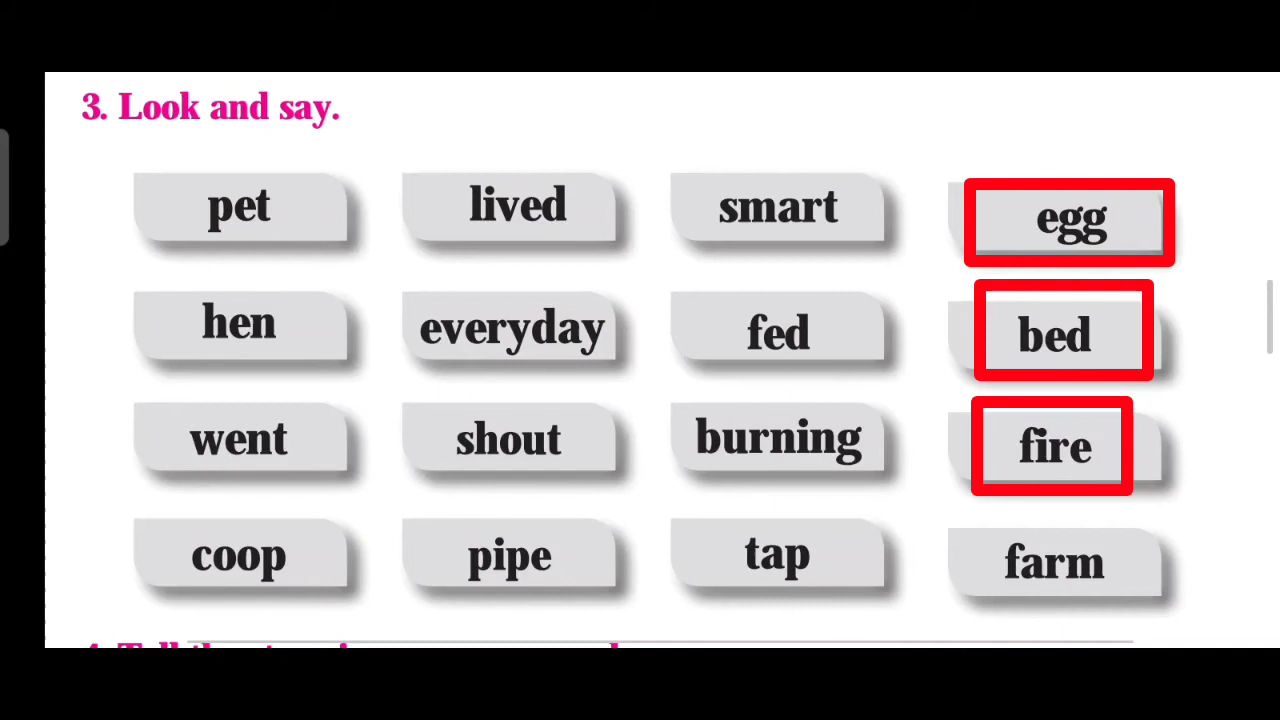 3. Look and say.
pet lived smart egg
hen everyday fed bed
went shout burning fire
coop pipe tap farm